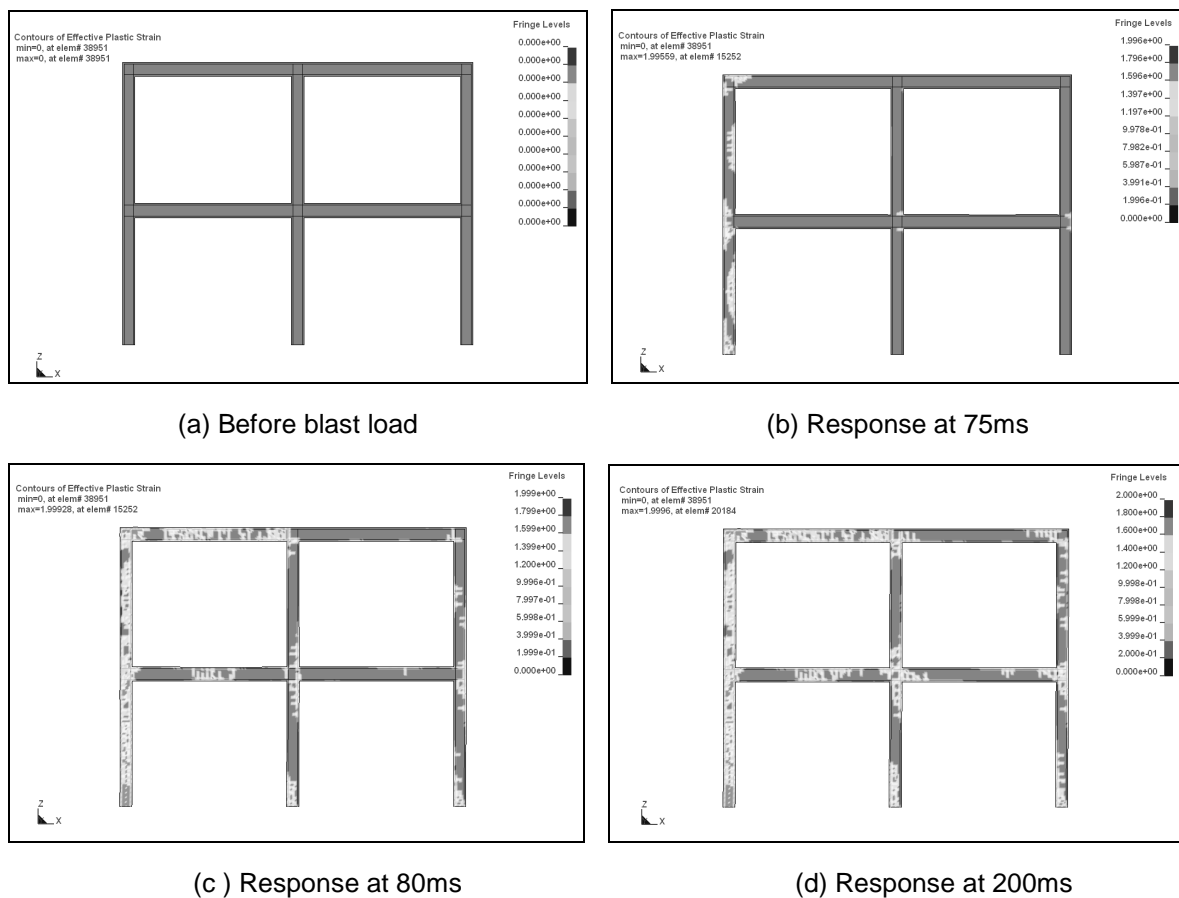 Contours of Effective Plastic Strain
min=0, at elem# 38951
max=0, at elem# 38951
Fringe Levels
0.000e+00
0.000e+00
0.000e+00
0.000e+00
0.000e+00
0.000e+00
0.000e+00
0.000e+00
0.000e+00
0.000e+00
0.000e+00
Z
X
(a) Before blast load
Contours of Effective Plastic Strain
min=0, at elem# 38951
max=1.99559, at elem# 15252
Fringe Levels
1.996e+00
1.796e+00
1.596e+00
1.397e+00
1.197e+00
9.978e-01
7.982e-01
5.987e-01
3.991e-01
1.996e-01
0.000e+00
Z
X
(b) Response at 75ms
Contours of Effective Plastic Strain
min=0, at elem# 38951
max=1.99928, at elem# 15252
Fringe Levels
1.999e+00
1.799e+00
1.599e+00
1.399e+00
1.200e+00
9.996e-01
7.997e-01
5.998e-01
3.999e-01
1.999e-01
0.000e+00
Z
X
(c ) Response at 80ms
Contours of Effective Plastic Strain
min=0, at elem# 38951
max=1.9996, at elem# 20184
Fringe Levels
2.000e+00
1.800e+00
1.600e+00
1.400e+00
1.200e+00
9.998e-01
7.998e-01
5.999e-01
3.999e-01
2.000e-01
0.000e+00
Z
X
(d) Response at 200ms